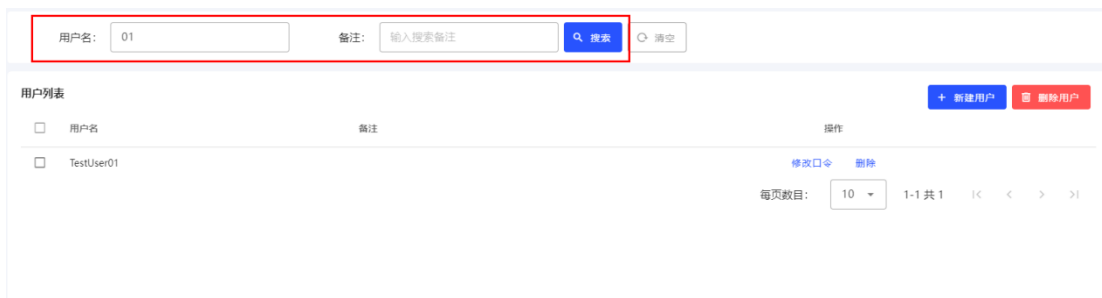 用户名: 01 备注: 输入搜索备注 搜索 清空
用户列表 + 新建用户 删除用户
用户名 备注 操作
TestUser01 修改口令 删除
每页数目: 10 1-1 共 1